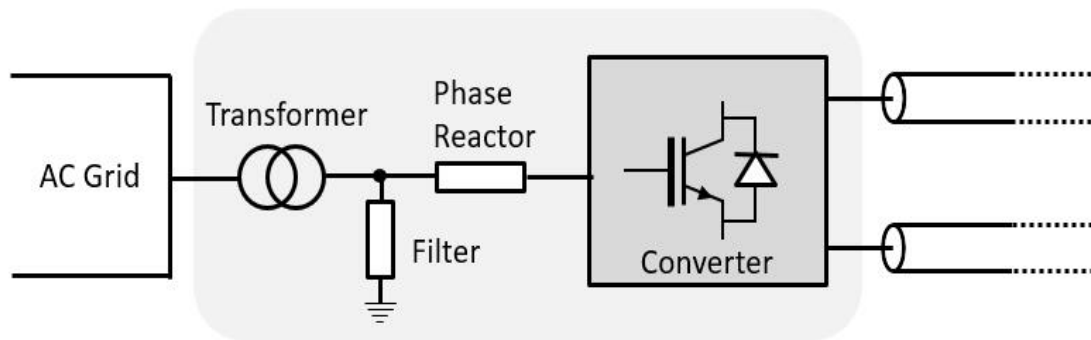 AC Grid
Transformer
Phase
Reactor
Filter
Converter